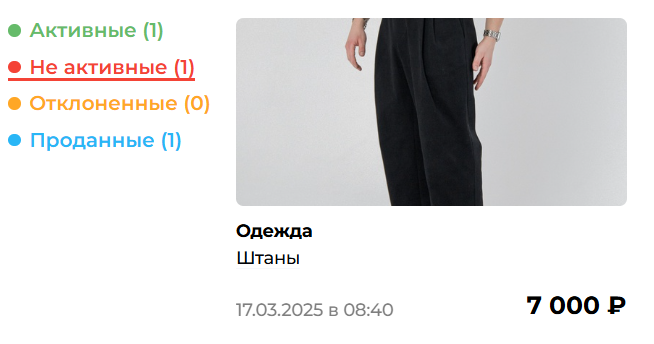 Активные (1)
Не активные (1)
Отклоненные (0)
Проданные (1)
Одежда
Штаны
17.03.2025 в 08:40
7 000 ₽